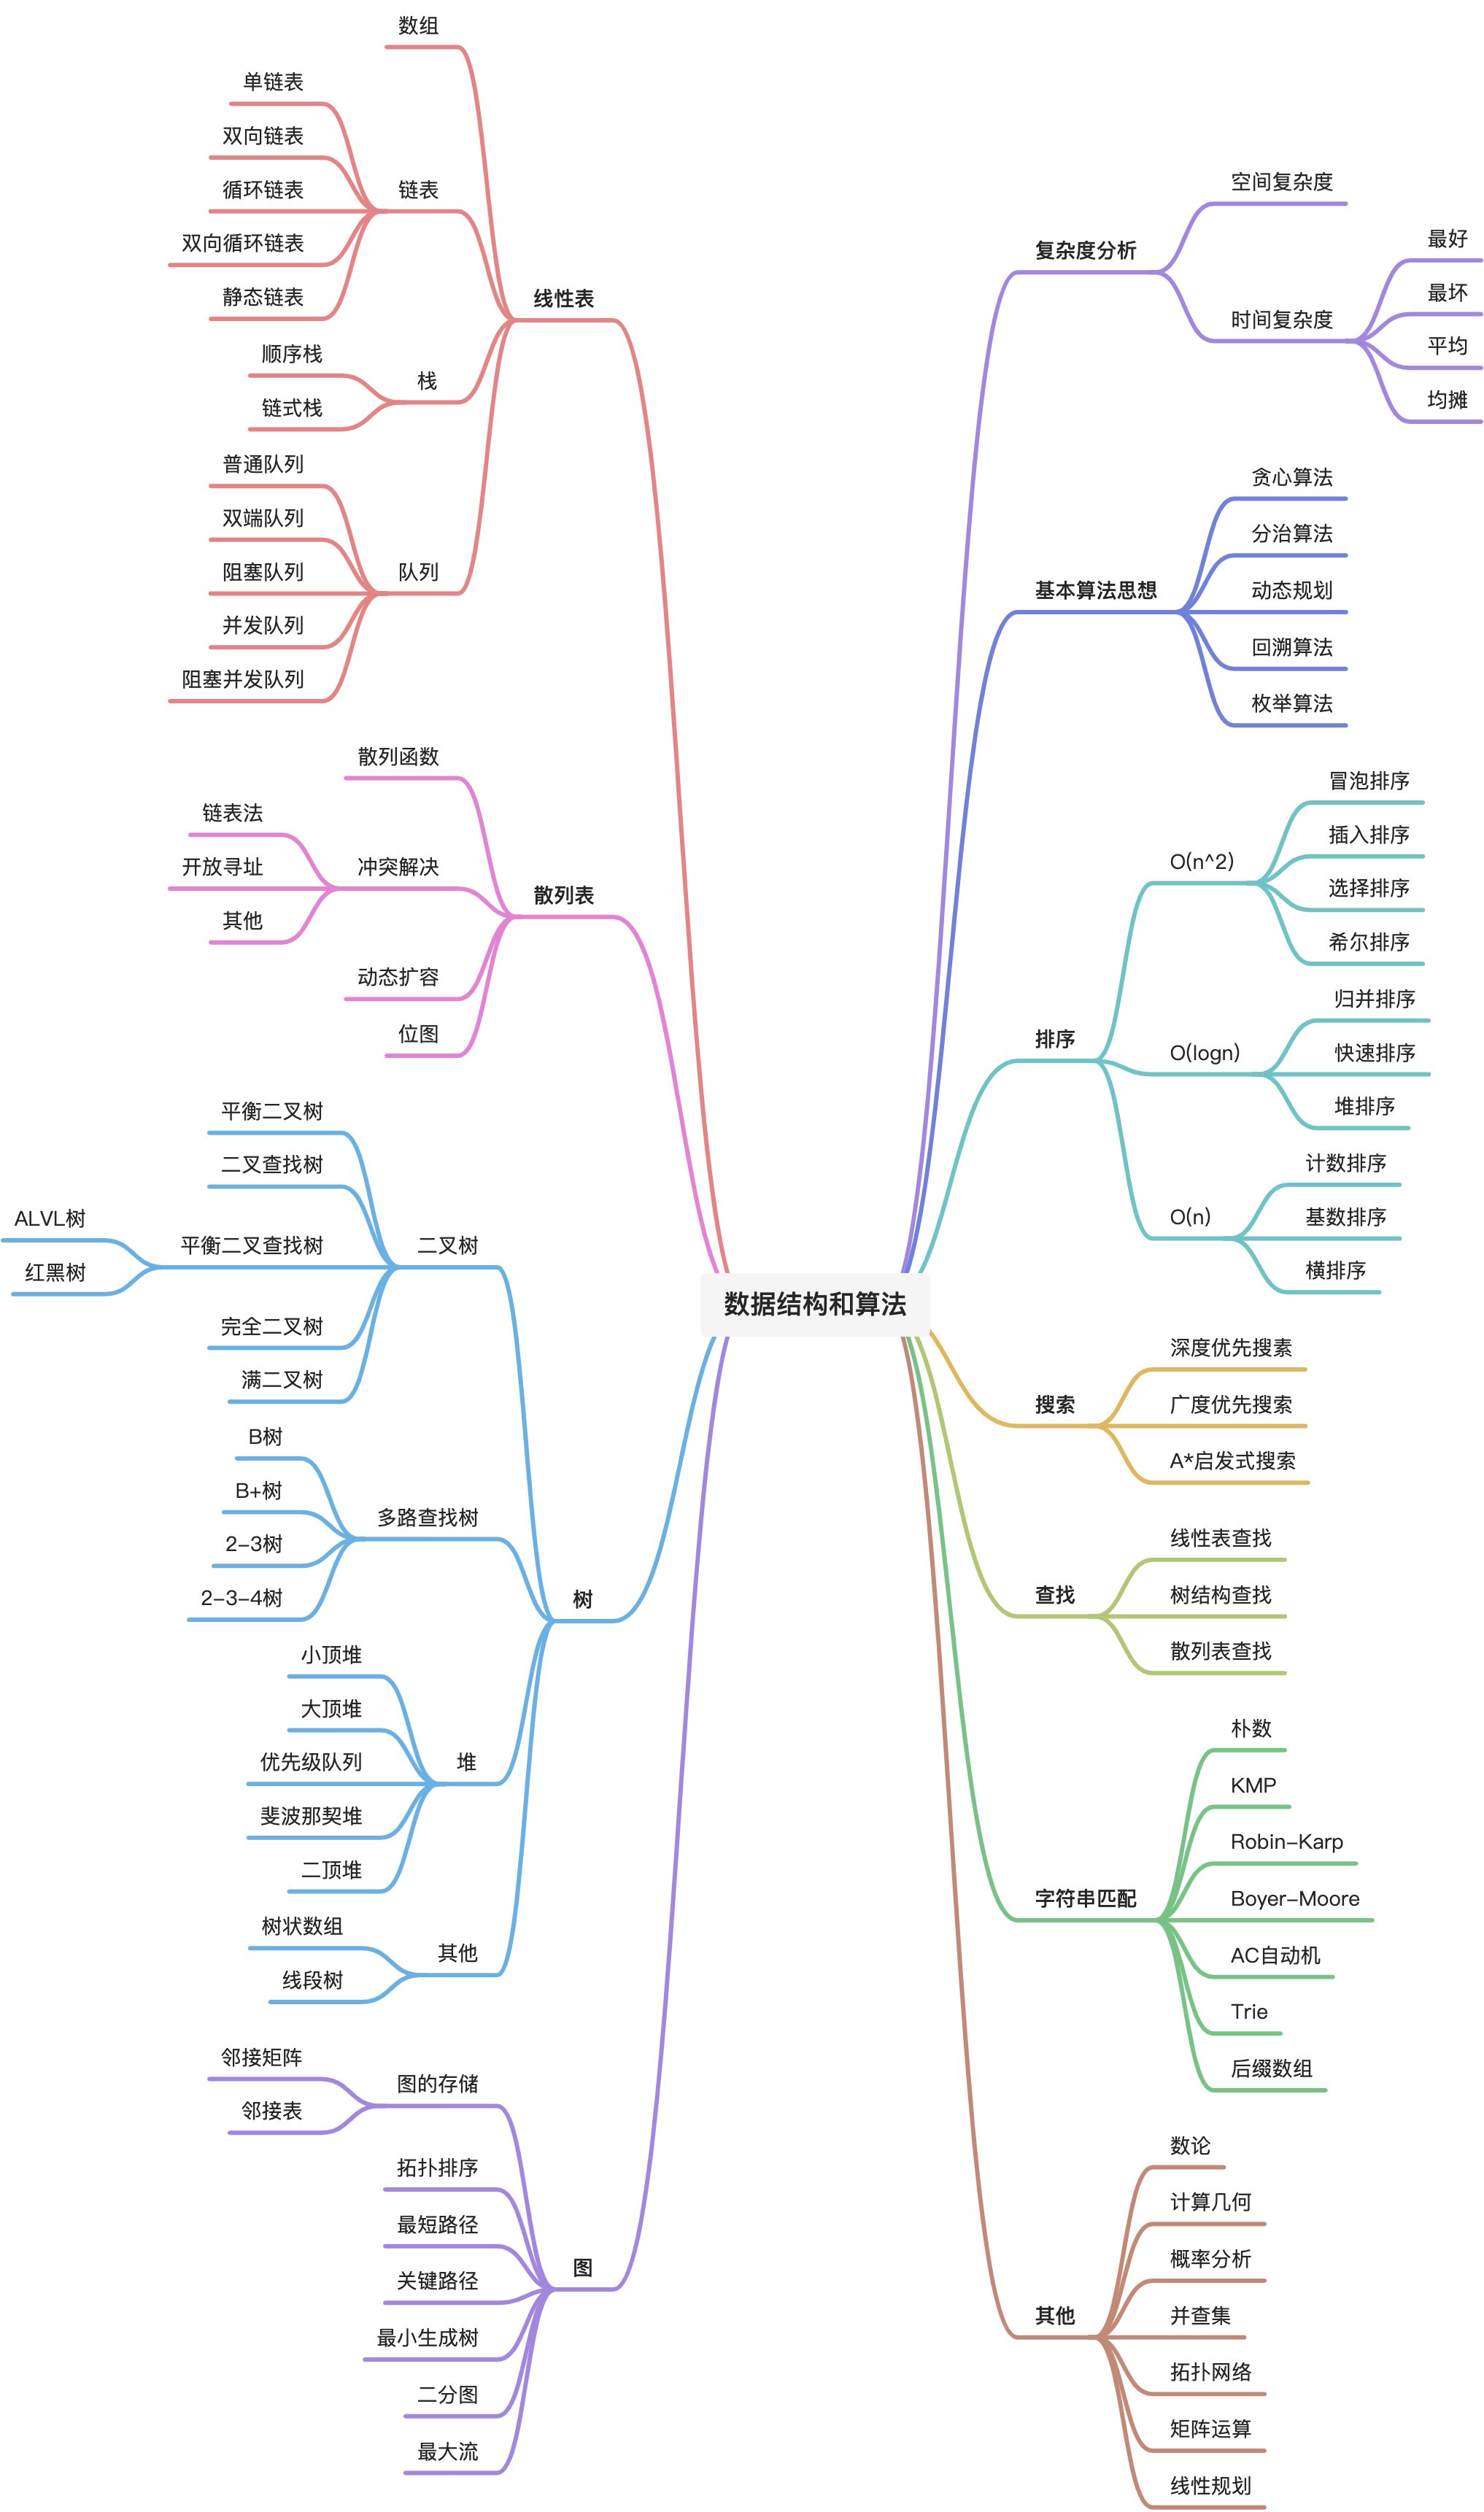 数据结构和算法
线性表
数组
链表
单链表
双向链表
循环链表
双向循环链表
静态链表
栈
顺序栈
链式栈
队列
普通队列
双端队列
阻塞队列
并发队列
阻塞并发队列
散列表
散列函数
冲突解决
链表法
开放寻址
其他
动态扩容
位图
树
二叉树
平衡二叉树
二叉查找树
平衡二叉查找树
ALVL树
红黑树
完全二叉树
满二叉树
多路查找树
B树
B+树
2-3树
2-3-4树
堆
小顶堆
大顶堆
优先级队列
斐波那契堆
二顶堆
其他
树状数组
线段树
图
图的存储
邻接矩阵
邻接表
拓扑排序
最短路径
关键路径
最小生成树
二分图
最大流
复杂度分析
空间复杂度
时间复杂度
最好
最坏
平均
均摊
基本算法思想
贪心算法
分治算法
动态规划
回溯算法
枚举算法
排序
O(n^2)
冒泡排序
插入排序
选择排序
希尔排序
O(logn)
归并排序
快速排序
堆排序
O(n)
计数排序
基数排序
横排序
搜索
深度优先搜素
广度优先搜索
A*启发式搜索
查找
线性表查找
树结构查找
散列表查找
字符串匹配
朴数
KMP
Robin-Karp
Boyer-Moore
AC自动机
Trie
后缀数组
其他
数论
计算几何
概率分析
并查集
拓扑网络
矩阵运算
线性规划